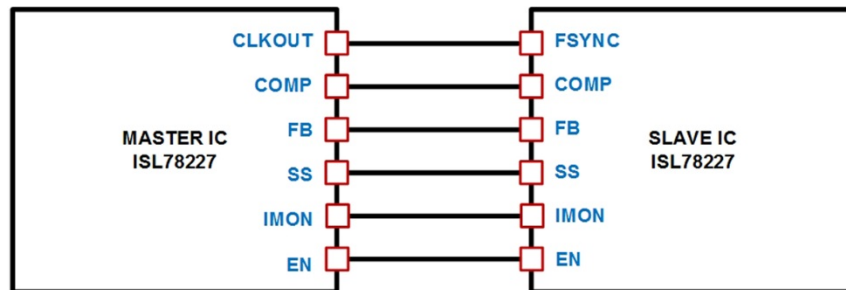 CLKOUT FSYNC
COMP COMP
FB FB
MASTER IC SLAVE IC
ISL78227 ISL78227
SS SS
IMON IMON
EN EN